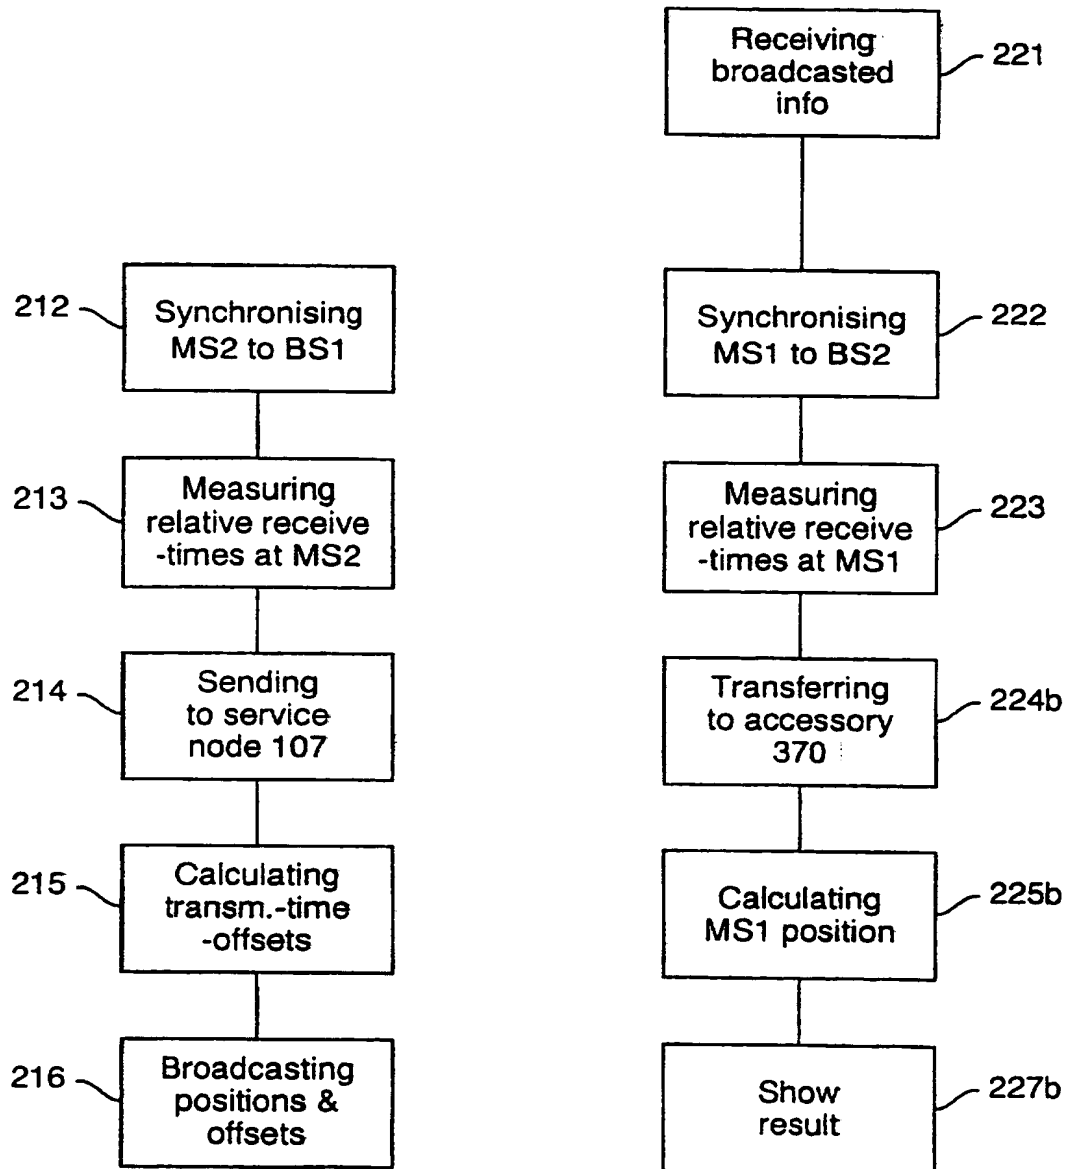 Receiving
broadcasted
info
221
212
Synchronising
MS2 to BS1
Synchronising
MS1 to BS2
222
213
Measuring
relative receive
-times at MS2
Measuring
relative receive
-times at MS1
223
214
Sending
to service
node 107
Transferring
to accessory
370
224b
215
Calculating
transm.-time
-offsets
Calculating
MS1 position
225b
216
Broadcasting
positions &
offsets
Show
result
227b